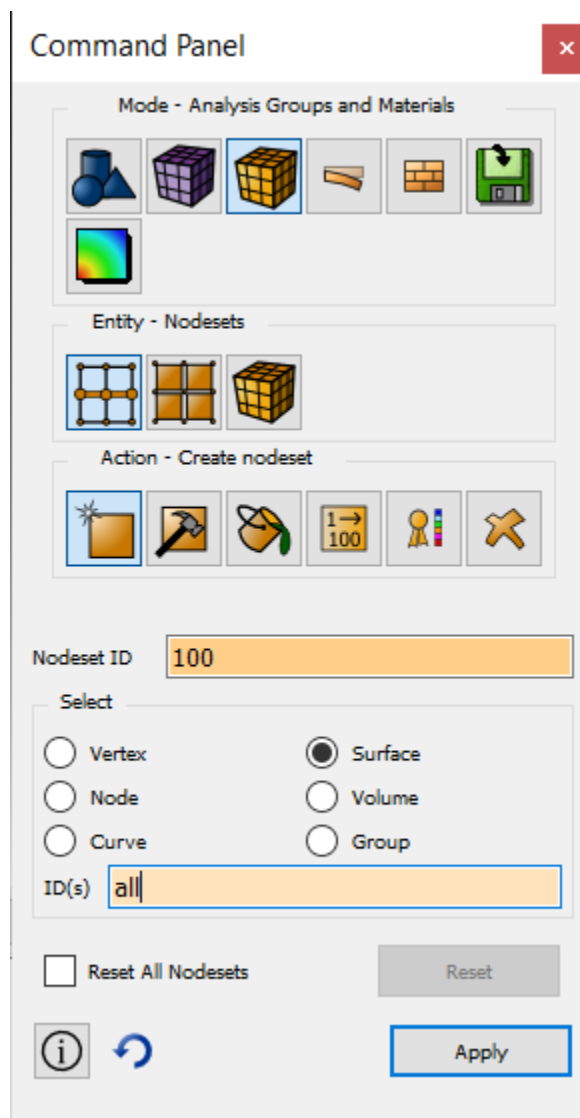 Command Panel
Mode - Analysis Groups and Materials
Entity - Nodesets
Action - Create nodeset
1→
100
Nodeset ID 100
Select
Vertex Surface
Node Volume
Curve Group
ID(s) all
Reset All Nodesets Reset
Apply